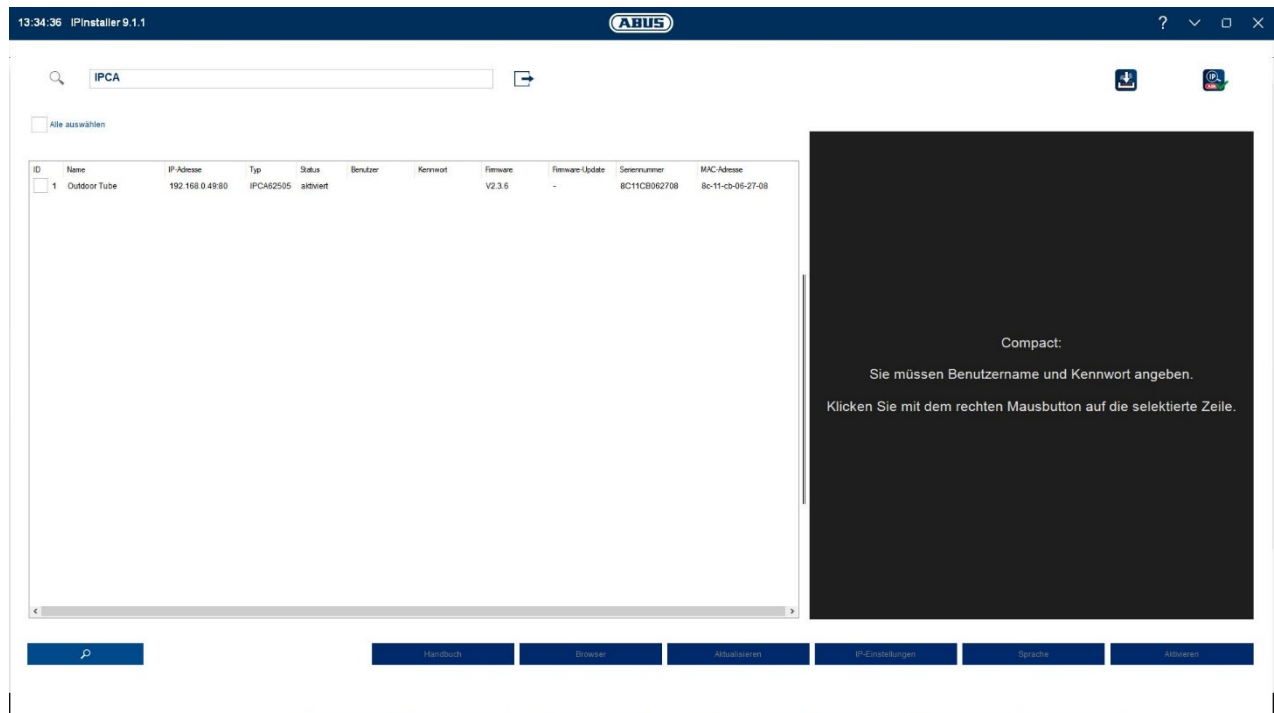 13:34:36 IPInstaller 9.1.1 ABUS ?
IPCA
Alle auswählen
ID Name IP-Adresse Typ Status Benutzer Kennwort Firmware Firmware-Update Seriennummer MAC-Adresse
1 Outdoor Tube 192.168.0.49:80 IPCA62505 aktiviert V2.3.6 - 8C11CB062708 8c-11-cb-06-27-08
Compact:
Sie müssen Benutzername und Kennwort angeben.
Klicken Sie mit dem rechten Mausbutton auf die selektierte Zeile.
Handbuch Browser Aktualisieren IP-Einstellungen Sprache Aktivieren